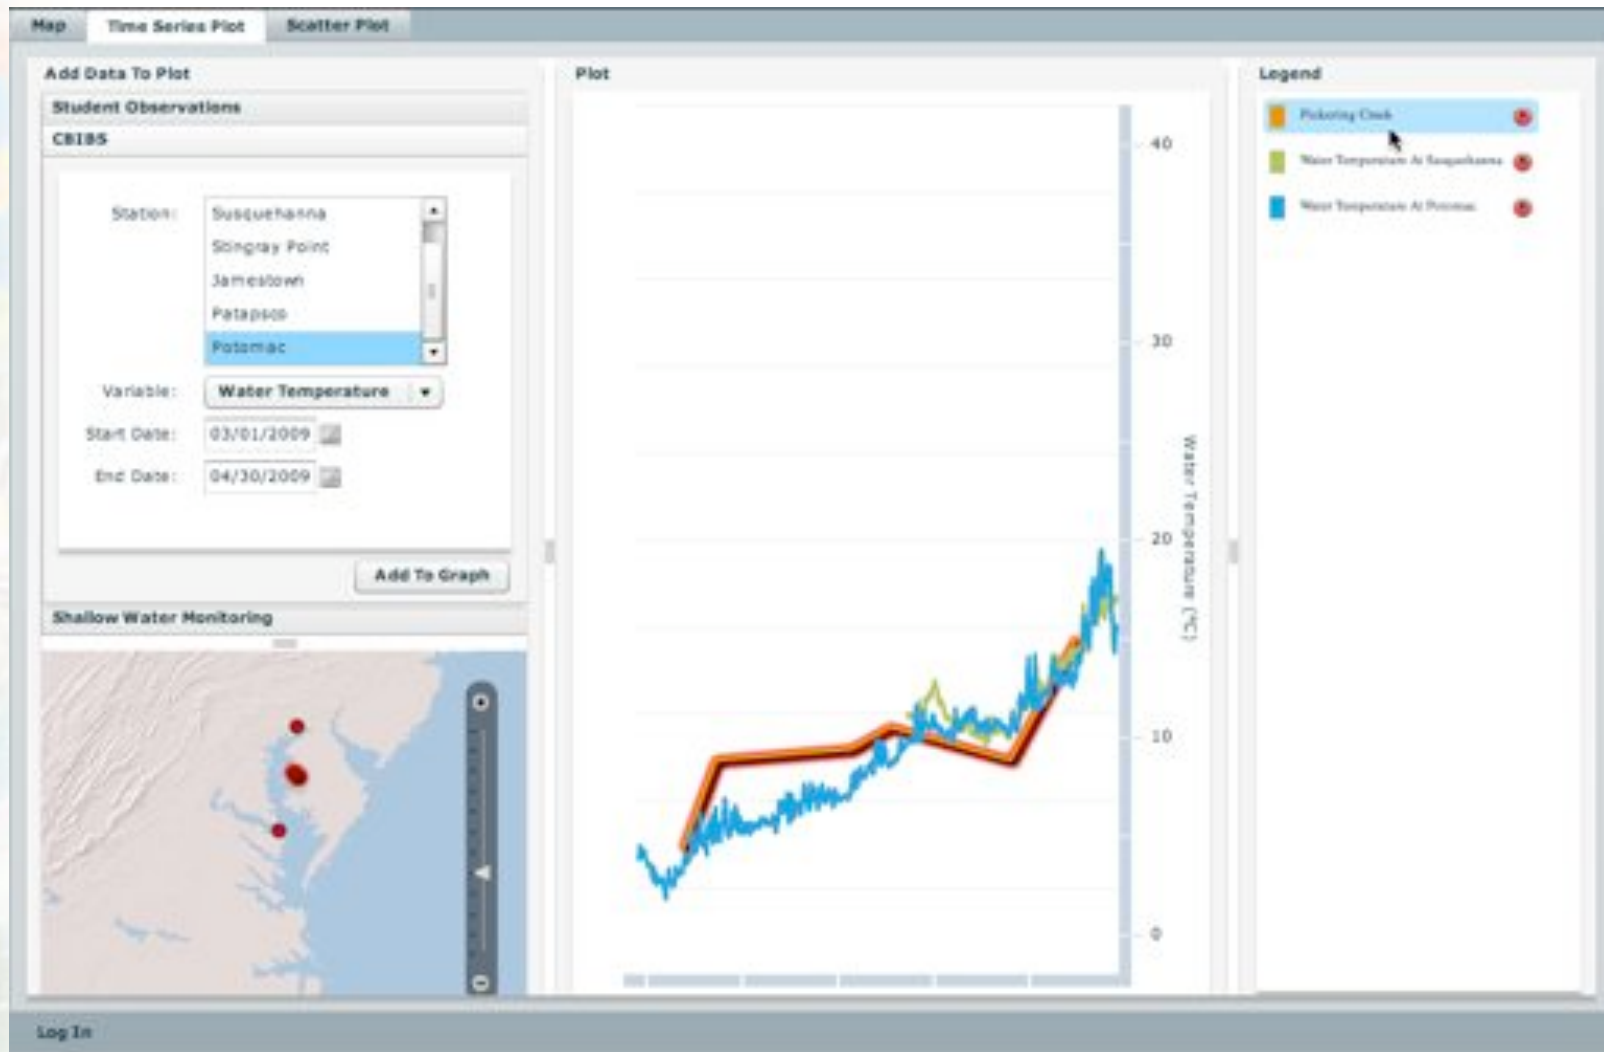 Map
Time Series Plot
Scatter Plot
Add Data To Plot
Student Observations
CBIBS
Station:
Susquehanna
Stingray Point
Jamestown
Patapsco
Potomac
Variable:
Water Temperature
Start Date:
03/01/2009
End Date:
04/30/2009
Add To Graph
Shallow Water Monitoring
Plot
40
30
20
10
0
Water Temperature (°C)
Legend
Pickering Creek
Water Temperature At Susquehanna
Water Temperature At Potomac
Log In